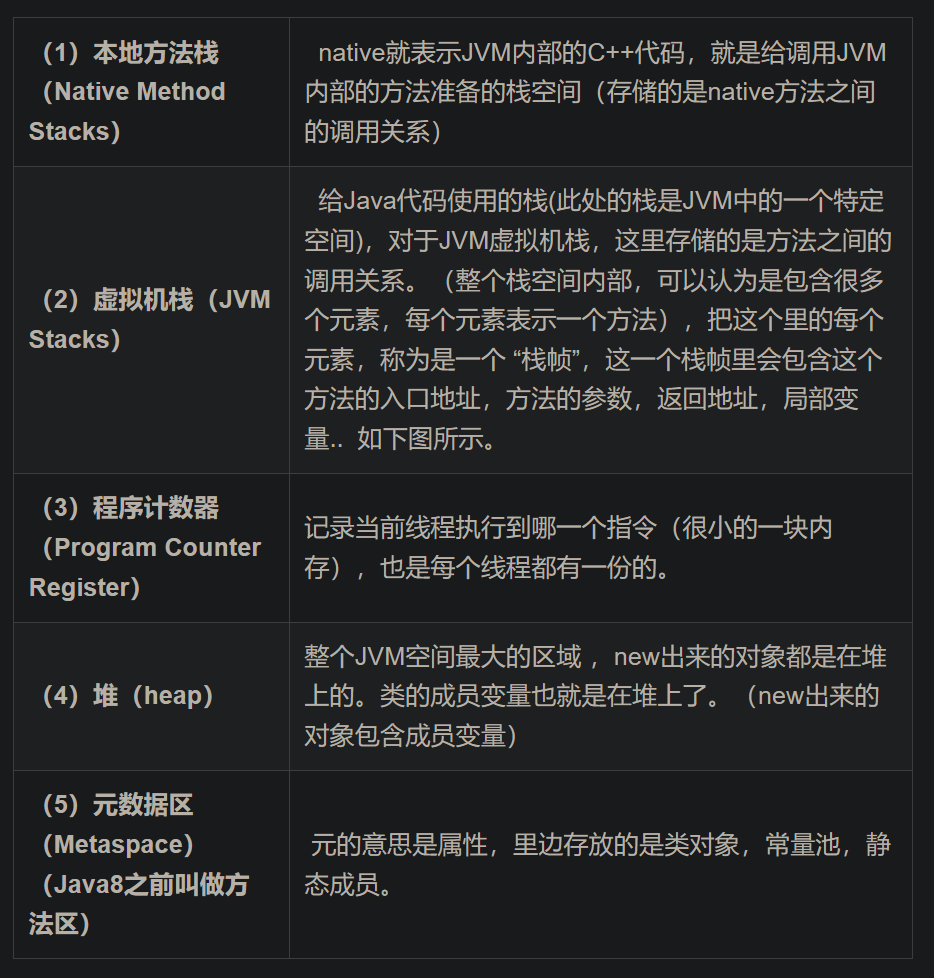 （1）本地方法栈
（Native Method
Stacks）
native就表示JVM内部的C++代码，就是给调用JVM
内部的方法准备的栈空间（存储的是native方法之间
的调用关系）
（2）虚拟机栈（JVM
Stacks）
给Java代码使用的栈(此处的栈是JVM中的一个特定
空间)，对于JVM虚拟机栈，这里存储的是方法之间的
调用关系。（整个栈空间内部，可以认为是包含很多
个元素，每个元素表示一个方法），把这个里的每个
元素，称为是一个 “栈帧”，这一个栈帧里会包含这个
方法的入口地址，方法的参数，返回地址，局部变
量.. 如下图所示。
（3）程序计数器
（Program Counter
Register）
记录当前线程执行到哪一个指令（很小的一块内
存），也是每个线程都有一份的。
（4）堆（heap）
整个JVM空间最大的区域 ，new出来的对象都是在堆
上的。类的成员变量也就是在堆上了。（new出来的
对象包含成员变量）
（5）元数据区
（Metaspace）
（Java8之前叫做方
法区）
元的意思是属性，里边存放的是类对象，常量池，静
态成员。